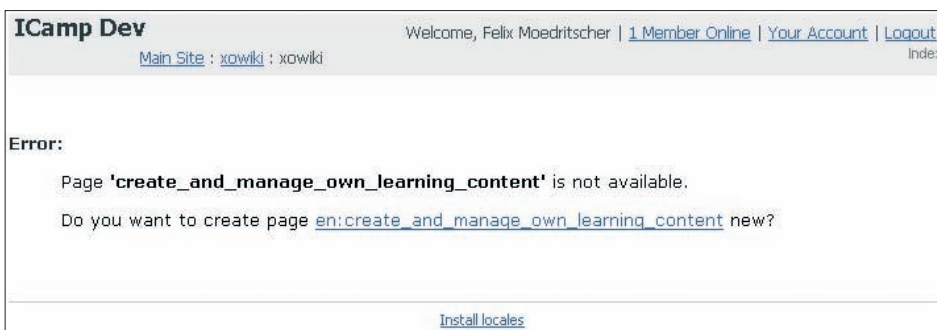 ICamp Dev
Welcome, Felix Moedritscher | 1 Member Online | Your Account | Logout
Main Site : xowiki : xowiki
Index
Error:
Page 'create_and_manage_own_learning_content' is not available.
Do you want to create page en:create_and_manage_own_learning_content new?
Install locales